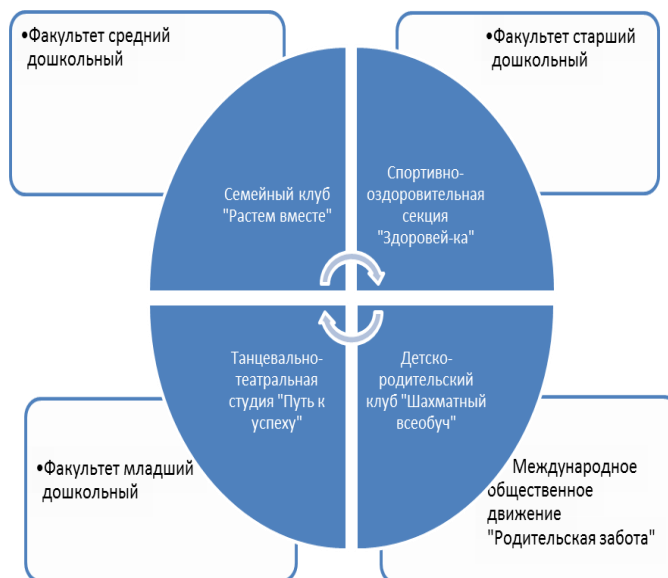 •Факультет средний
дошкольный
•Факультет старший
дошкольный
Семейный клуб
"Растем вместе"
Спортивно-
оздоровительная
секция
"Здоровей-ка"
Танцевально-
театральная
студия "Путь к
успеху"
Детско-
родительский
клуб "Шахматный
всеобуч"
•Факультет младший
дошкольный
Международное
общественное
движение
"Родительская забота"